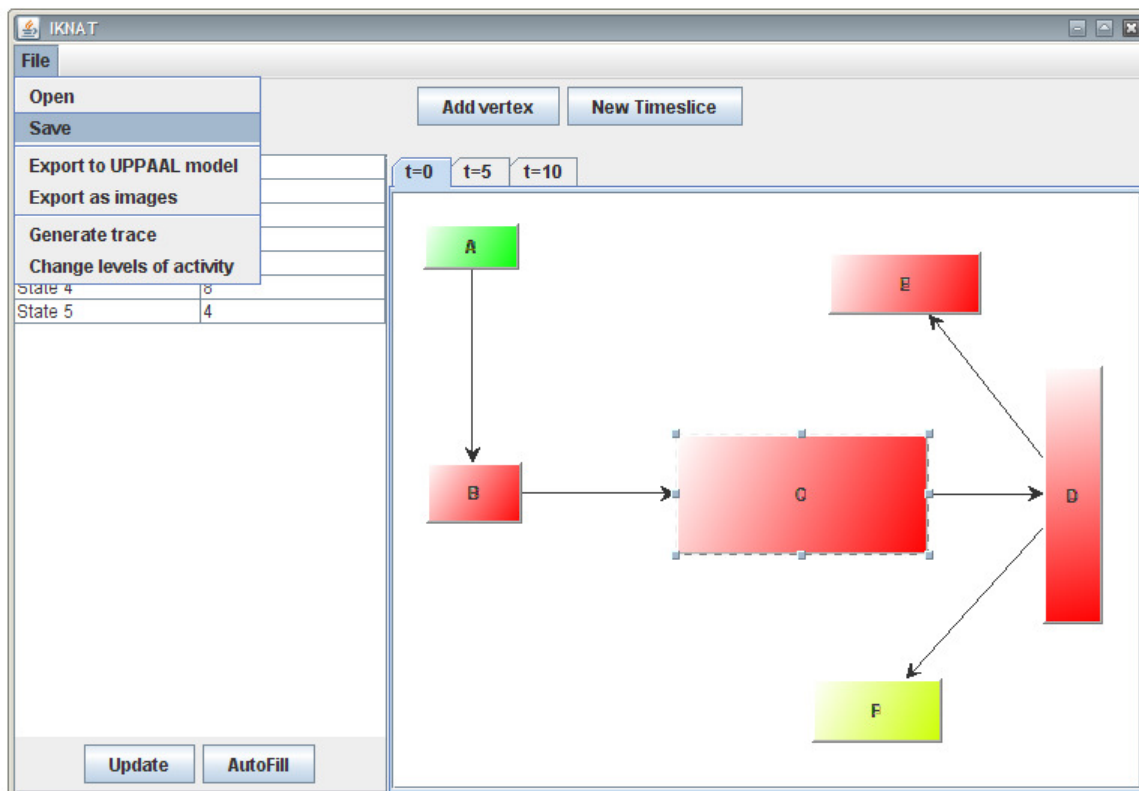 IKNAT
File
Open
Save
Export to UPPAAL model
Export as images
Generate trace
Change levels of activity
Add vertex New Timeslice
State 4 8
State 5 4
t=0 t=5 t=10
A
E
B
C
D
F
Update AutoFill